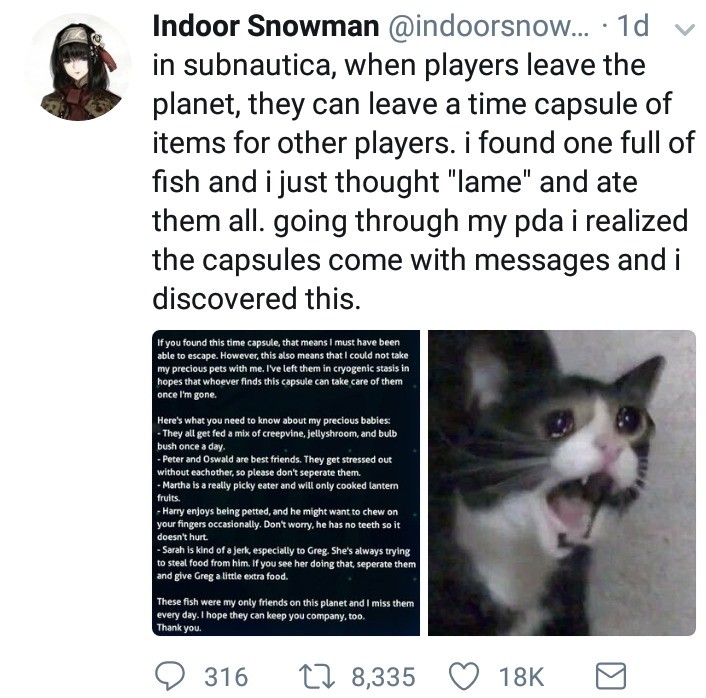 Indoor Snowman @indoorsnow... · 1d
in subnautica, when players leave the
planet, they can leave a time capsule of
items for other players. i found one full of
fish and i just thought "lame" and ate
them all. going through my pda i realized
the capsules come with messages and i
discovered this.
If you found this time capsule, that means I must have been
able to escape. However, this also means that I could not take
my precious pets with me. I've left them in cryogenic stasis in
hopes that whoever finds this capsule can take care of them
once I'm gone.
Here's what you need to know about my precious babies:
- They all get fed a mix of creepvine, jellyshroom, and bulb
bush once a day.
- Peter and Oswald are best friends. They get stressed out
without eachother, so please don't seperate them.
- Martha is a really picky eater and will only cooked lantern
fruits.
- Harry enjoys being petted, and he might want to chew on
your fingers occasionally. Don't worry, he has no teeth so it
doesn't hurt.
- Sarah is kind of a jerk, especially to Greg. She's always trying
to steal food from him. If you see her doing that, seperate them
and give Greg a little extra food.
These fish were my only friends on this planet and I miss them
every day. I hope they can keep you company, too.
Thank you.
316 8,335 18K